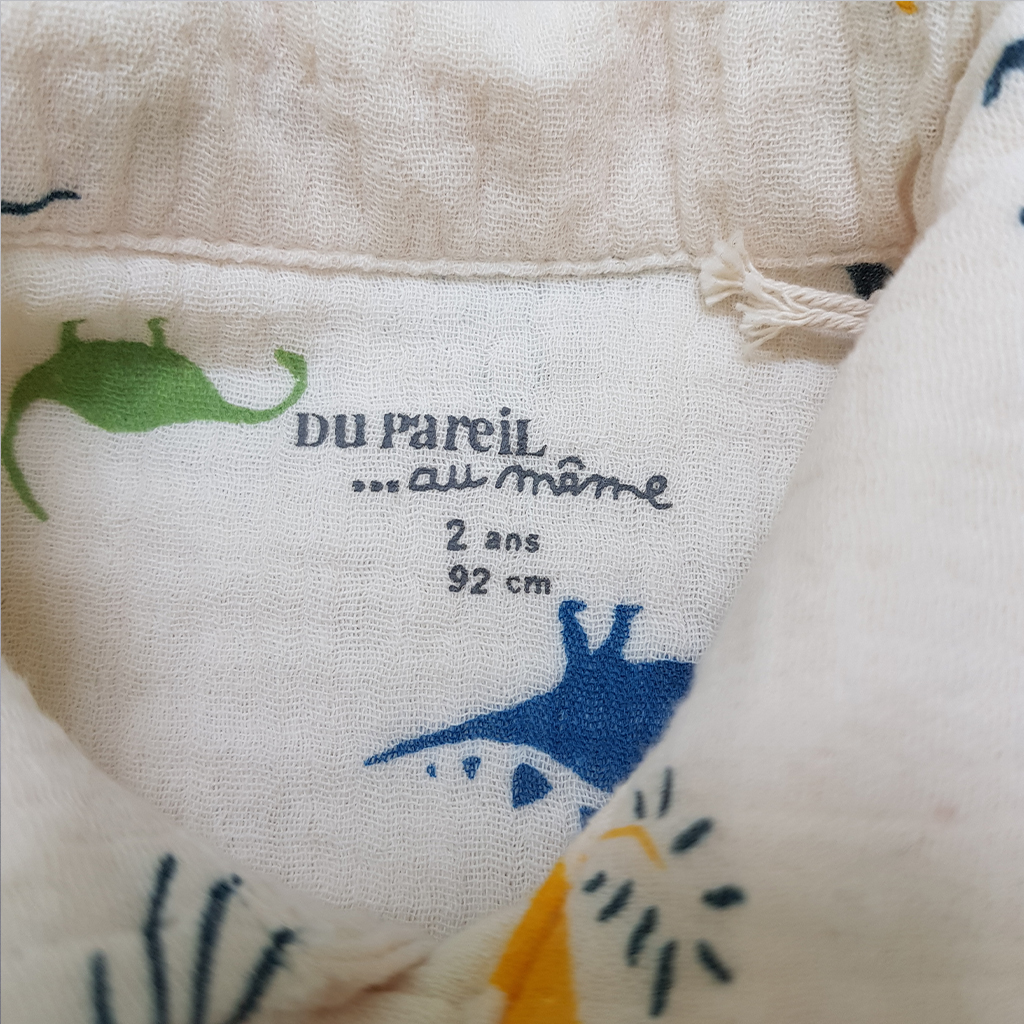 Du Pareil
...au même
2 ans
92 cm